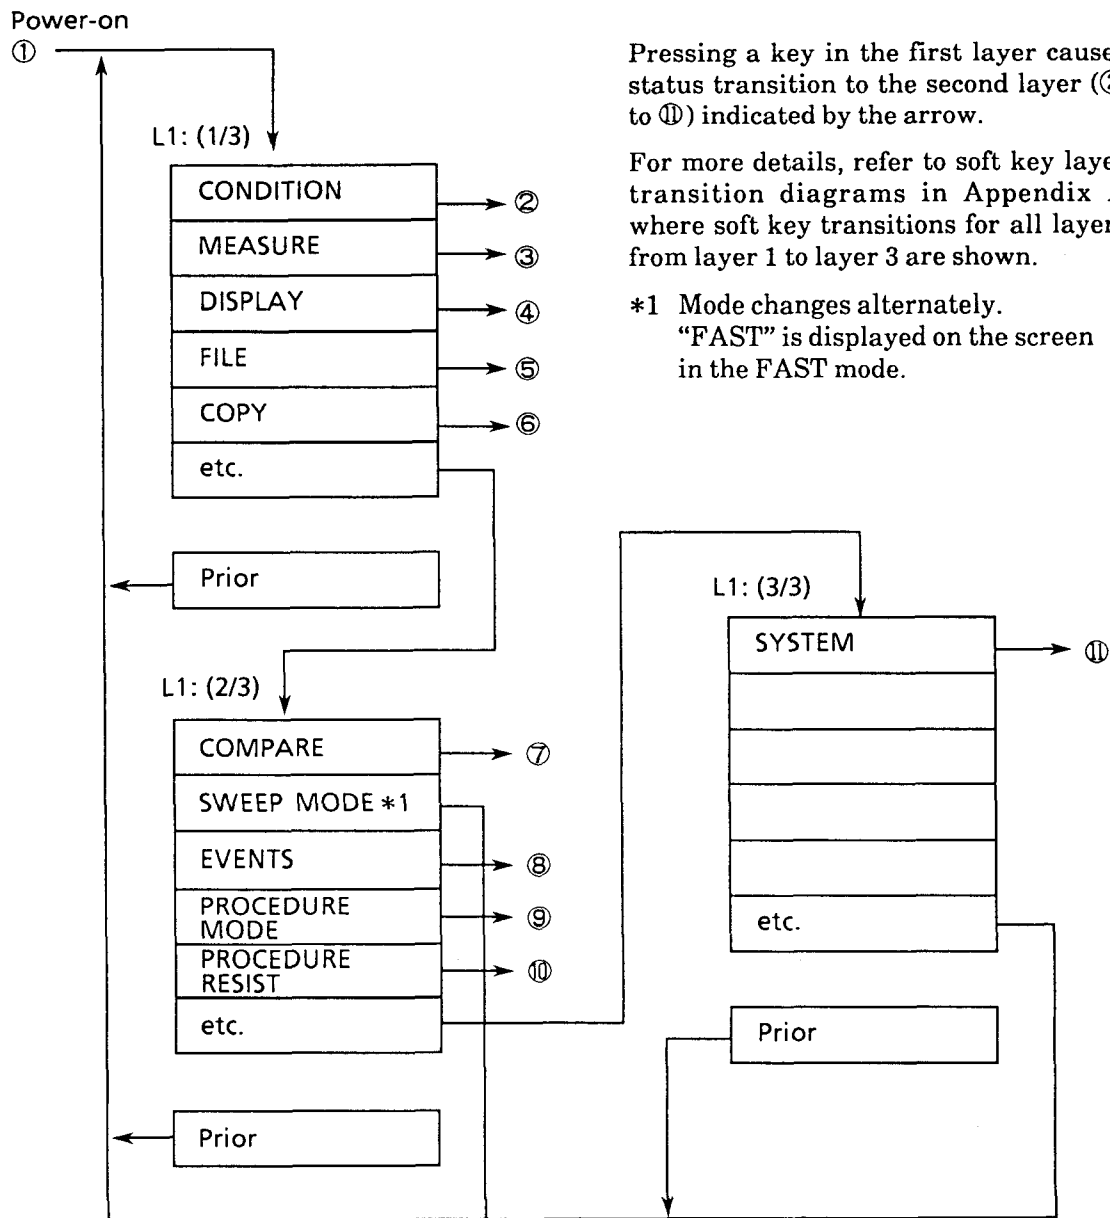 Power-on
①
Pressing a key in the first layer cause
status transition to the second layer (
to ⑪) indicated by the arrow.
For more details, refer to soft key laye
transition diagrams in Appendix
where soft key transitions for all layer
from layer 1 to layer 3 are shown.
*1 Mode changes alternately.
"FAST" is displayed on the screen
in the FAST mode.
L1: (1/3)
CONDITION
②
MEASURE
③
DISPLAY
④
FILE
⑤
COPY
⑥
etc.
Prior
L1: (2/3)
COMPARE
⑦
SWEEP MODE *1
EVENTS
⑧
PROCEDURE
MODE
⑨
PROCEDURE
RESIST
⑩
etc.
Prior
L1: (3/3)
SYSTEM
⑪
etc.
Prior